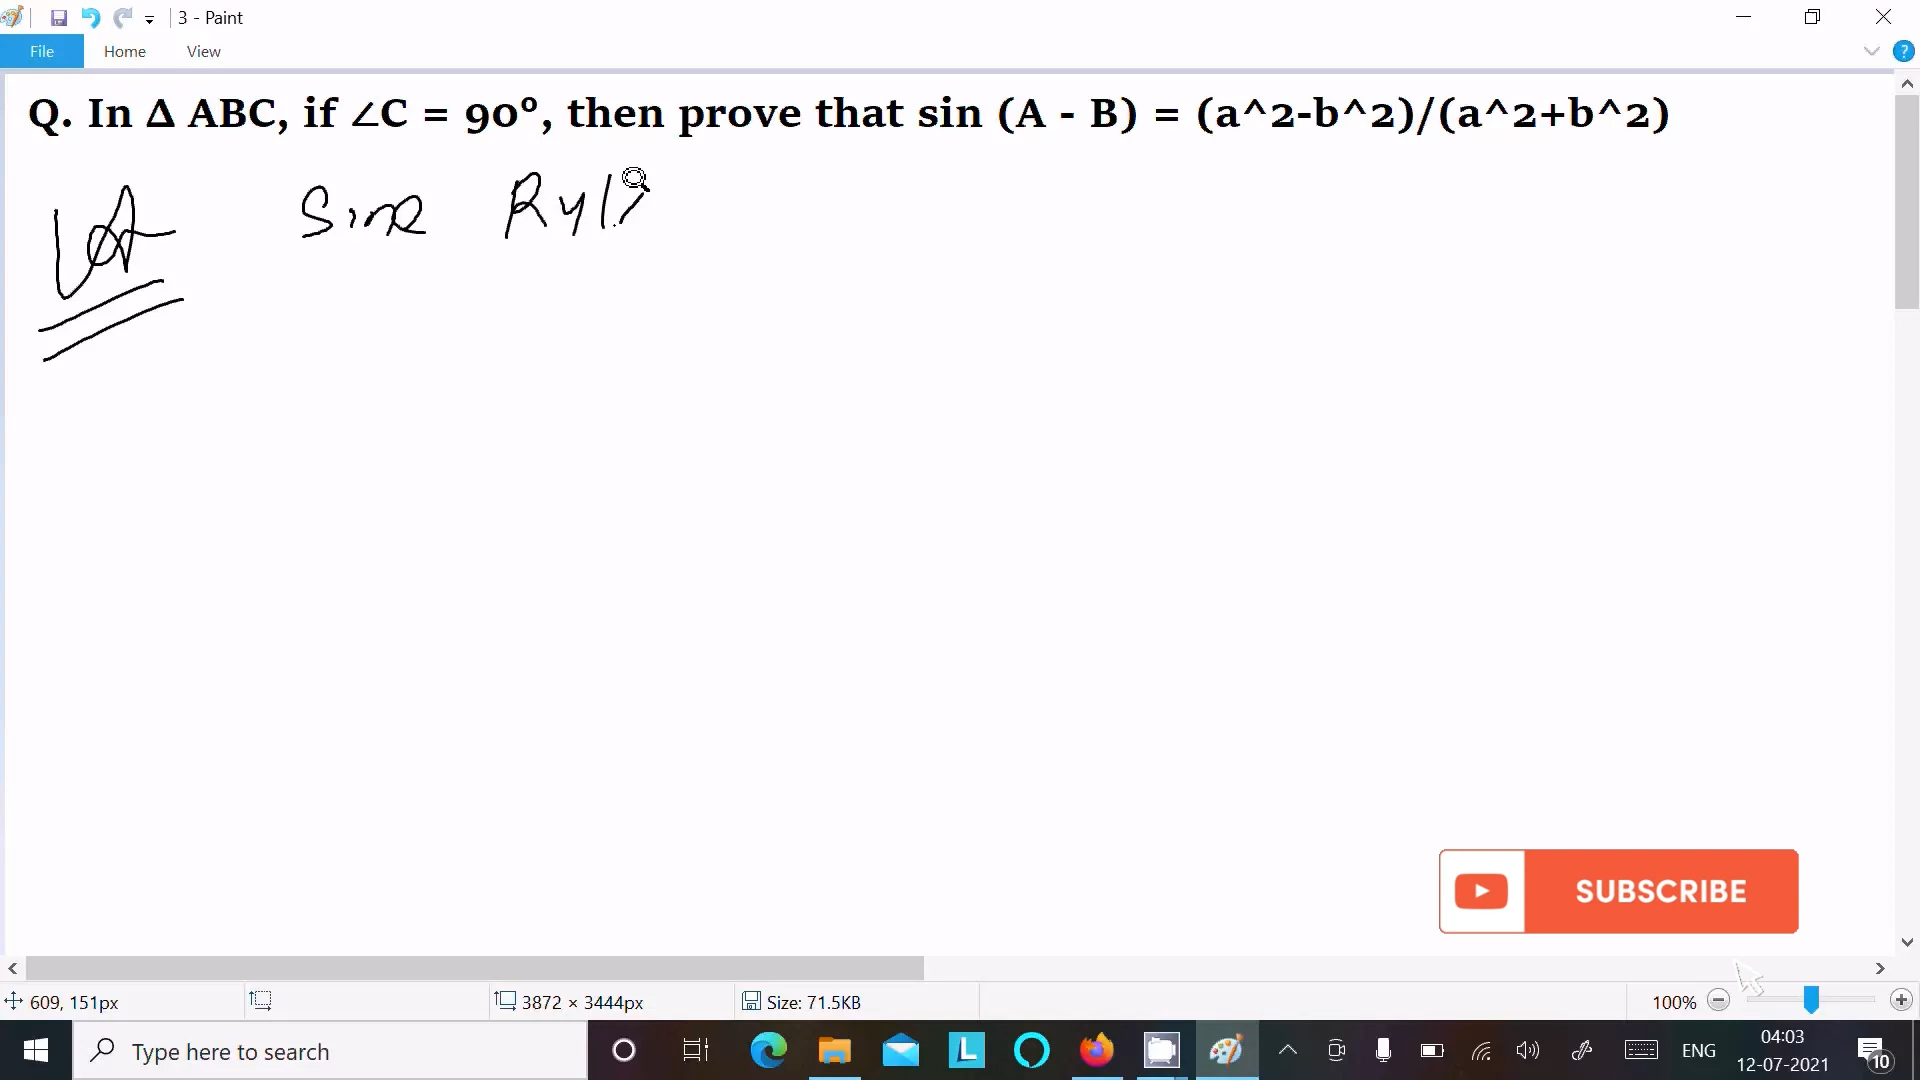 3 - Paint
File Home View
Q. In Δ ABC, if ∠C = 90º, then prove that sin (A - B) = (a^2-b^2)/(a^2+b^2)
Let Sine Rule
SUBSCRIBE
609, 151px 3872 × 3444px Size: 71.5KB 100%
Type here to search
L
ENG
04:03
12-07-2021
10